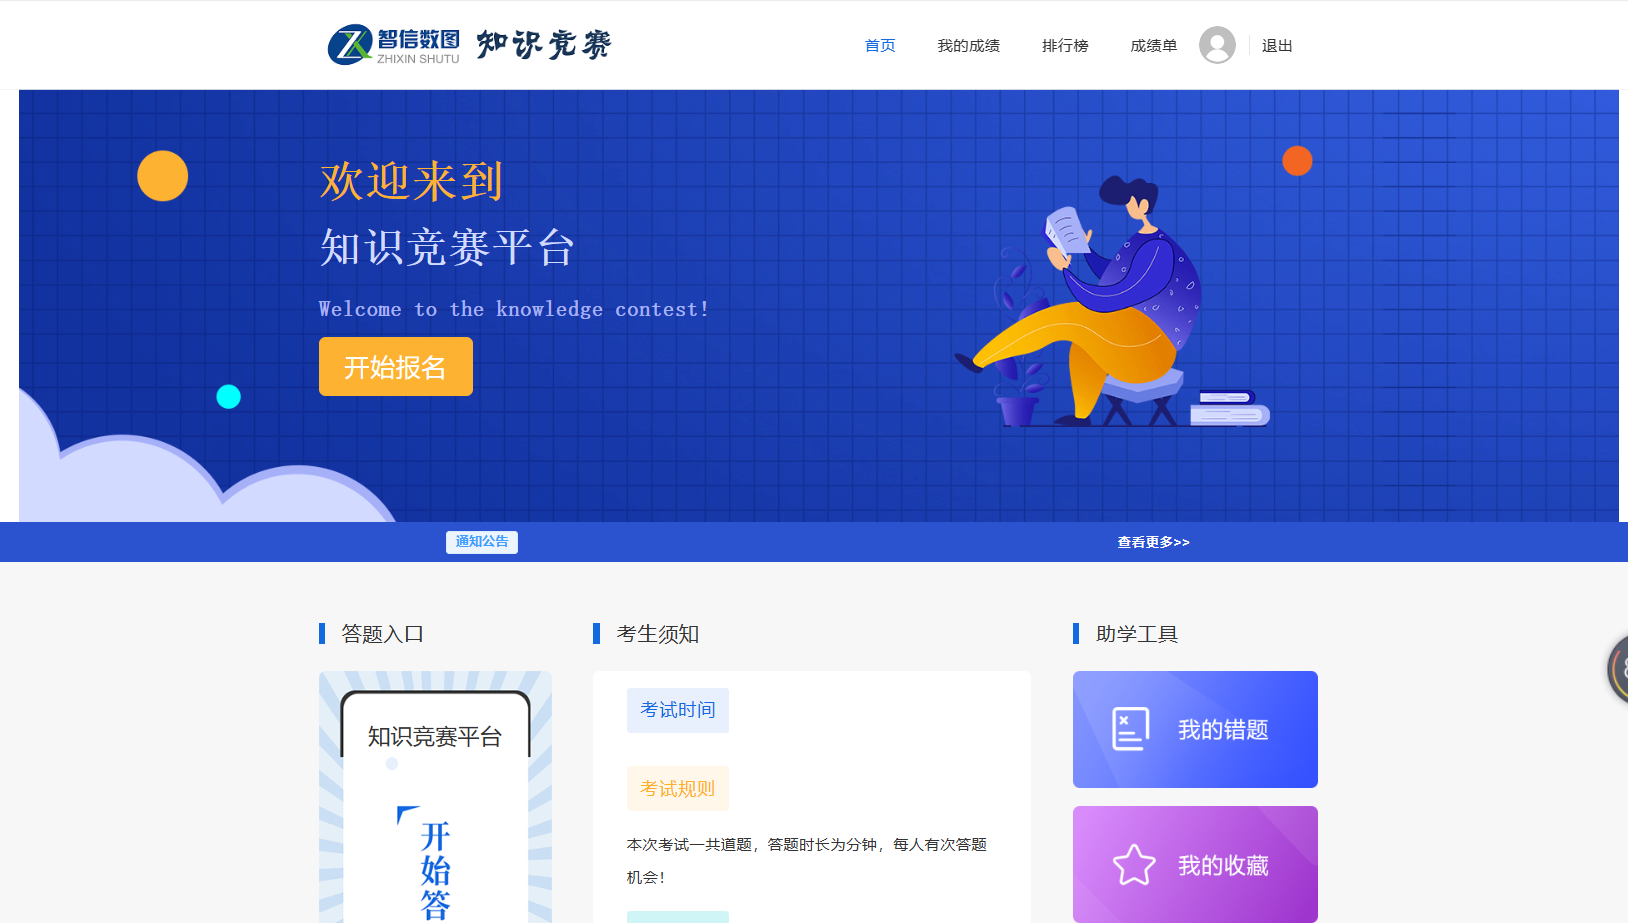 智信数图
ZHIXIN SHUTU
知识竞赛
首页
我的成绩
排行榜
成绩单
退出
欢迎来到
知识竞赛平台
Welcome to the knowledge contest!
开始报名
通知公告
查看更多>>
答题入口
知识竞赛平台
开始答
考生须知
考试时间
考试规则
本次考试一共道题，答题时长为分钟，每人有次答题
机会！
助学工具
我的错题
我的收藏